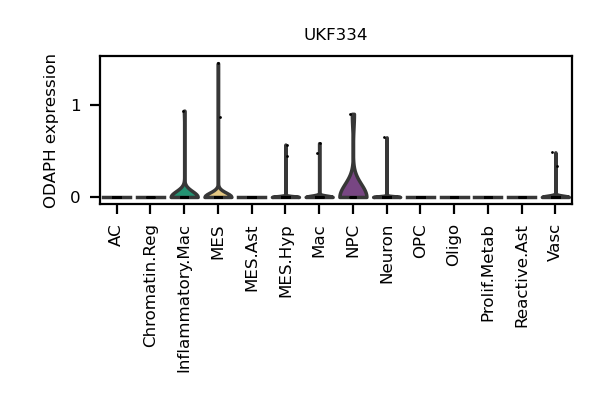 UKF334
ODAPH expression
1
0
AC
Chromatin.Reg
Inflammatory.Mac
MES
MES.Ast
MES.Hyp
Mac
NPC
Neuron
OPC
Oligo
Prolif.Metab
Reactive.Ast
Vasc